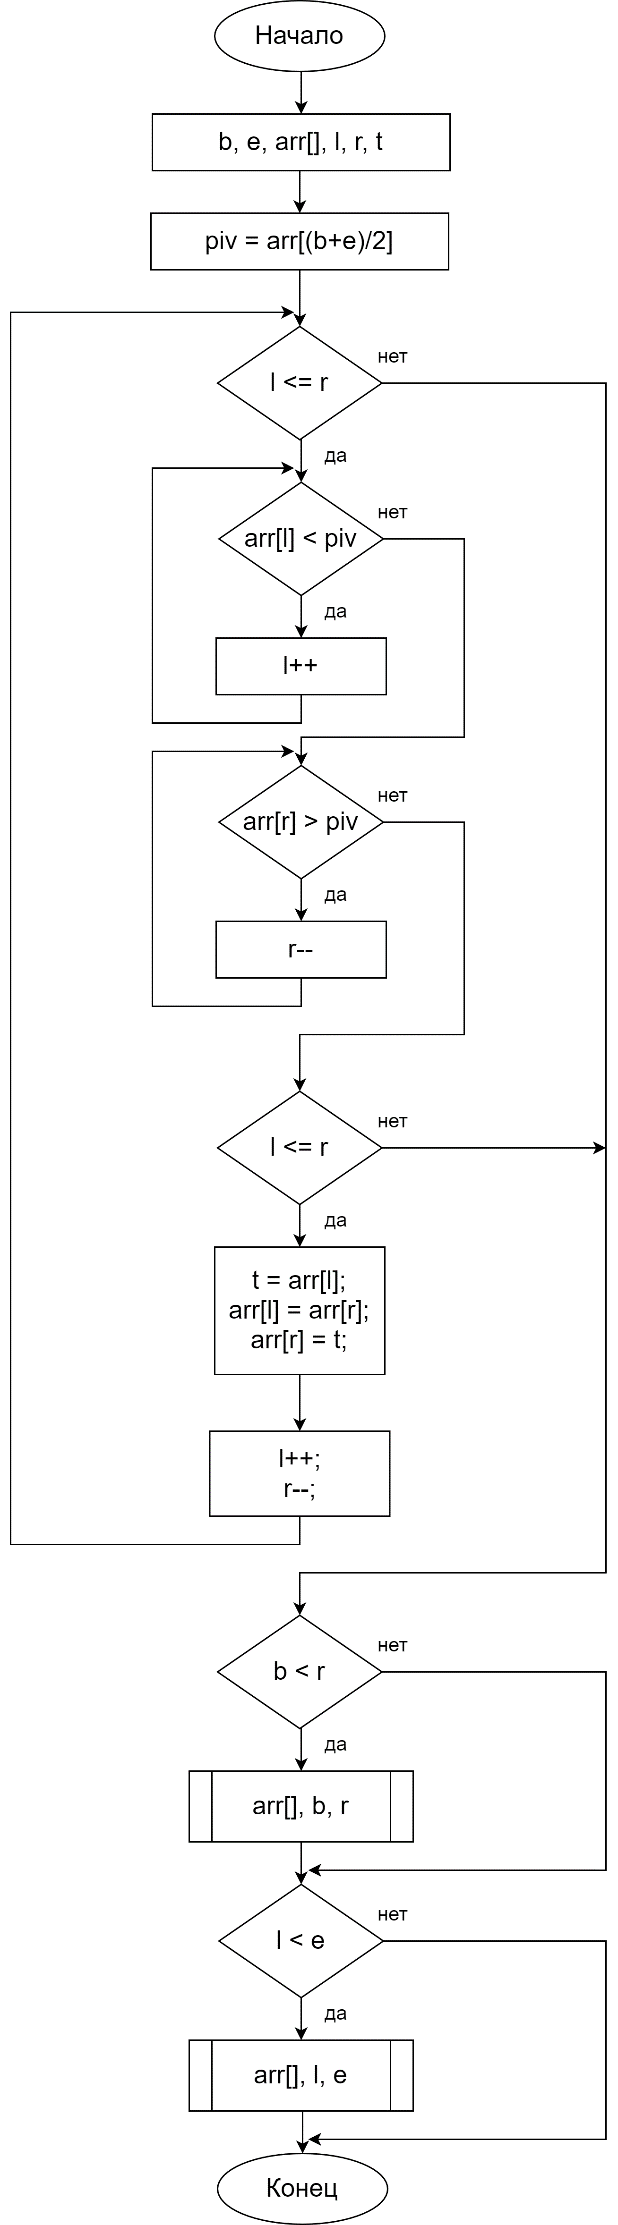 Начало
b, e, arr[], l, r, t
piv = arr[(b+e)/2]
l <= r
нет
да
arr[l] < piv
нет
да
l++
arr[r] > piv
нет
да
r--
l <= r
нет
да
t = arr[l];
arr[l] = arr[r];
arr[r] = t;
l++;
r--;
b < r
нет
да
arr[], b, r
l < e
нет
да
arr[], l, e
Конец